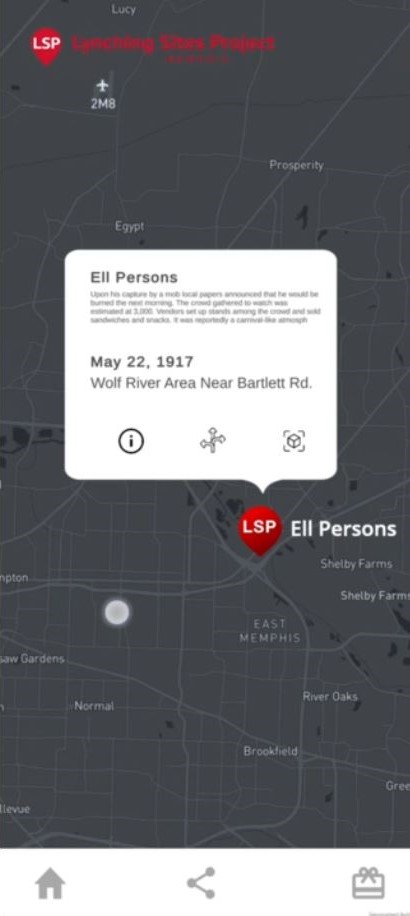 Lucy
LSP
Lynching Sites Project
2M8
Prosperity
Egypt
Ell Persons
Upon his capture by a mob local papers announced that he would be
burned the next morning. The crowd gathered to watch was
estimated at 3,000. Vendors set up stands among the crowd and sold
sandwiches and snacks. It was reportedly a carnival-like atmosph
May 22, 1917
Wolf River Area Near Bartlett Rd.
LSP
Ell Persons
Shelby Farms
mpton
Shelby Farms
EAST
MEMPHIS
saw Gardens
River Oaks
Normal
Brookfield
Gree
llevue